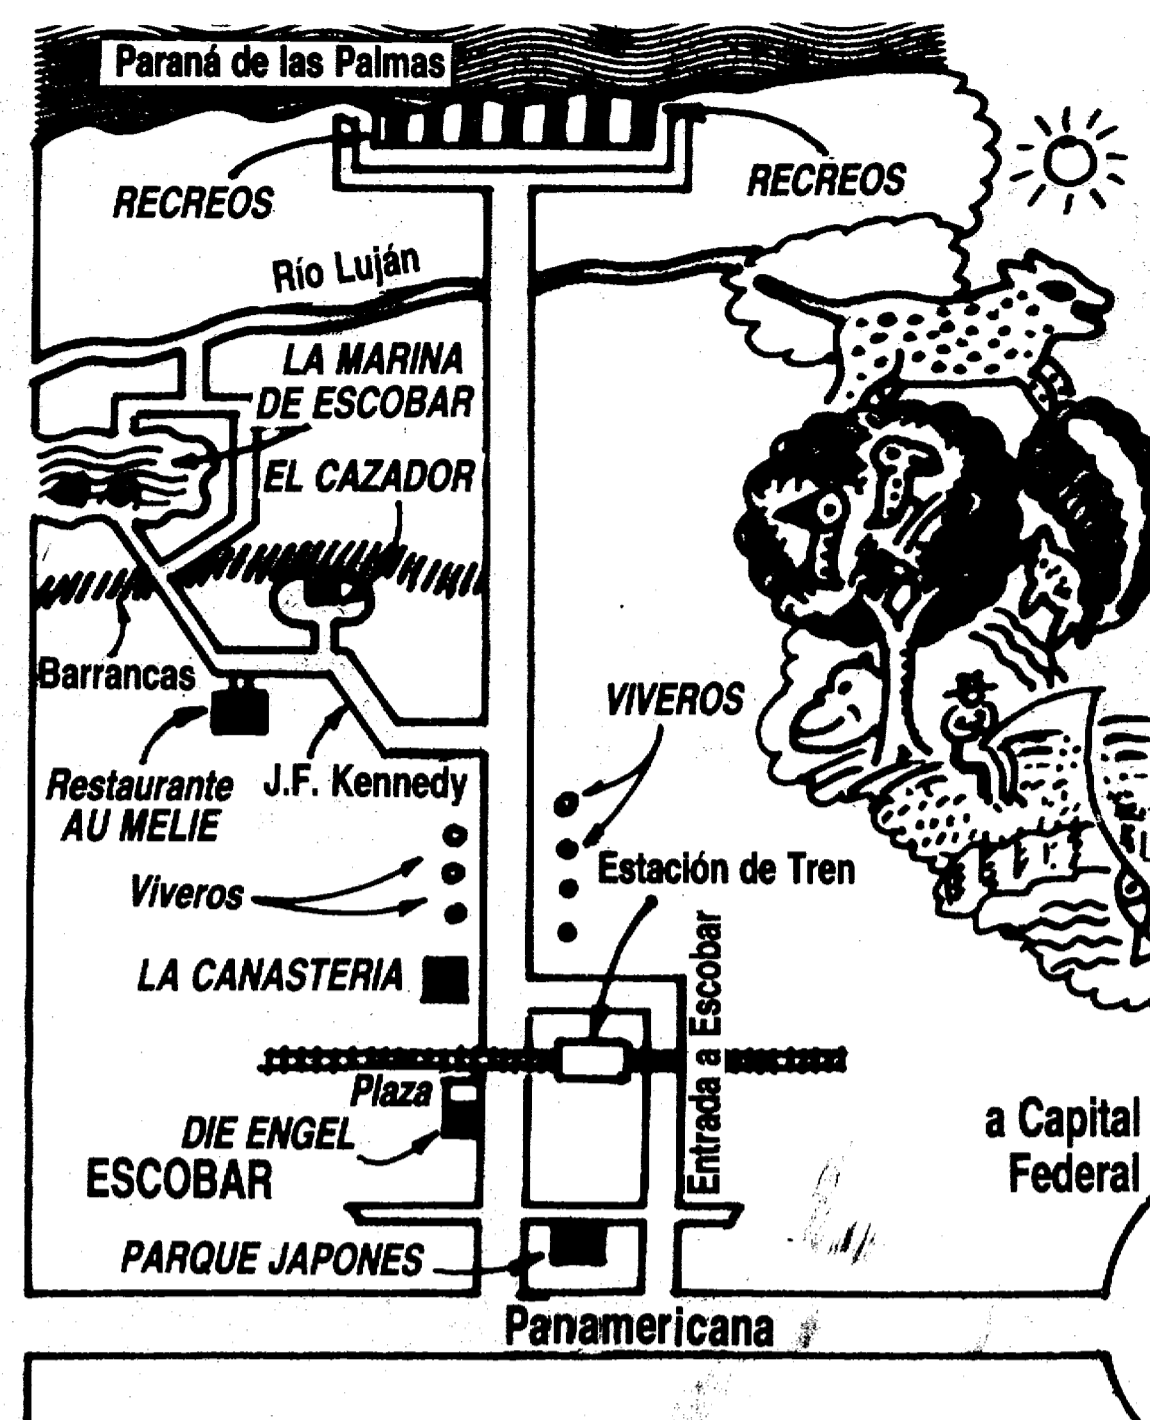 Paraná de las Palmas
RECREOS
RECREOS
Río Luján
LA MARINA
DE ESCOBAR
EL CAZADOR
Barrancas
VIVEROS
Restaurante
AU MELIE
J.F. Kennedy
Viveros
Estación de Tren
LA CANASTERIA
Entrada a Escobar
Plaza
DIE ENGEL
ESCOBAR
a Capital
Federal
PARQUE JAPONES
Panamericana